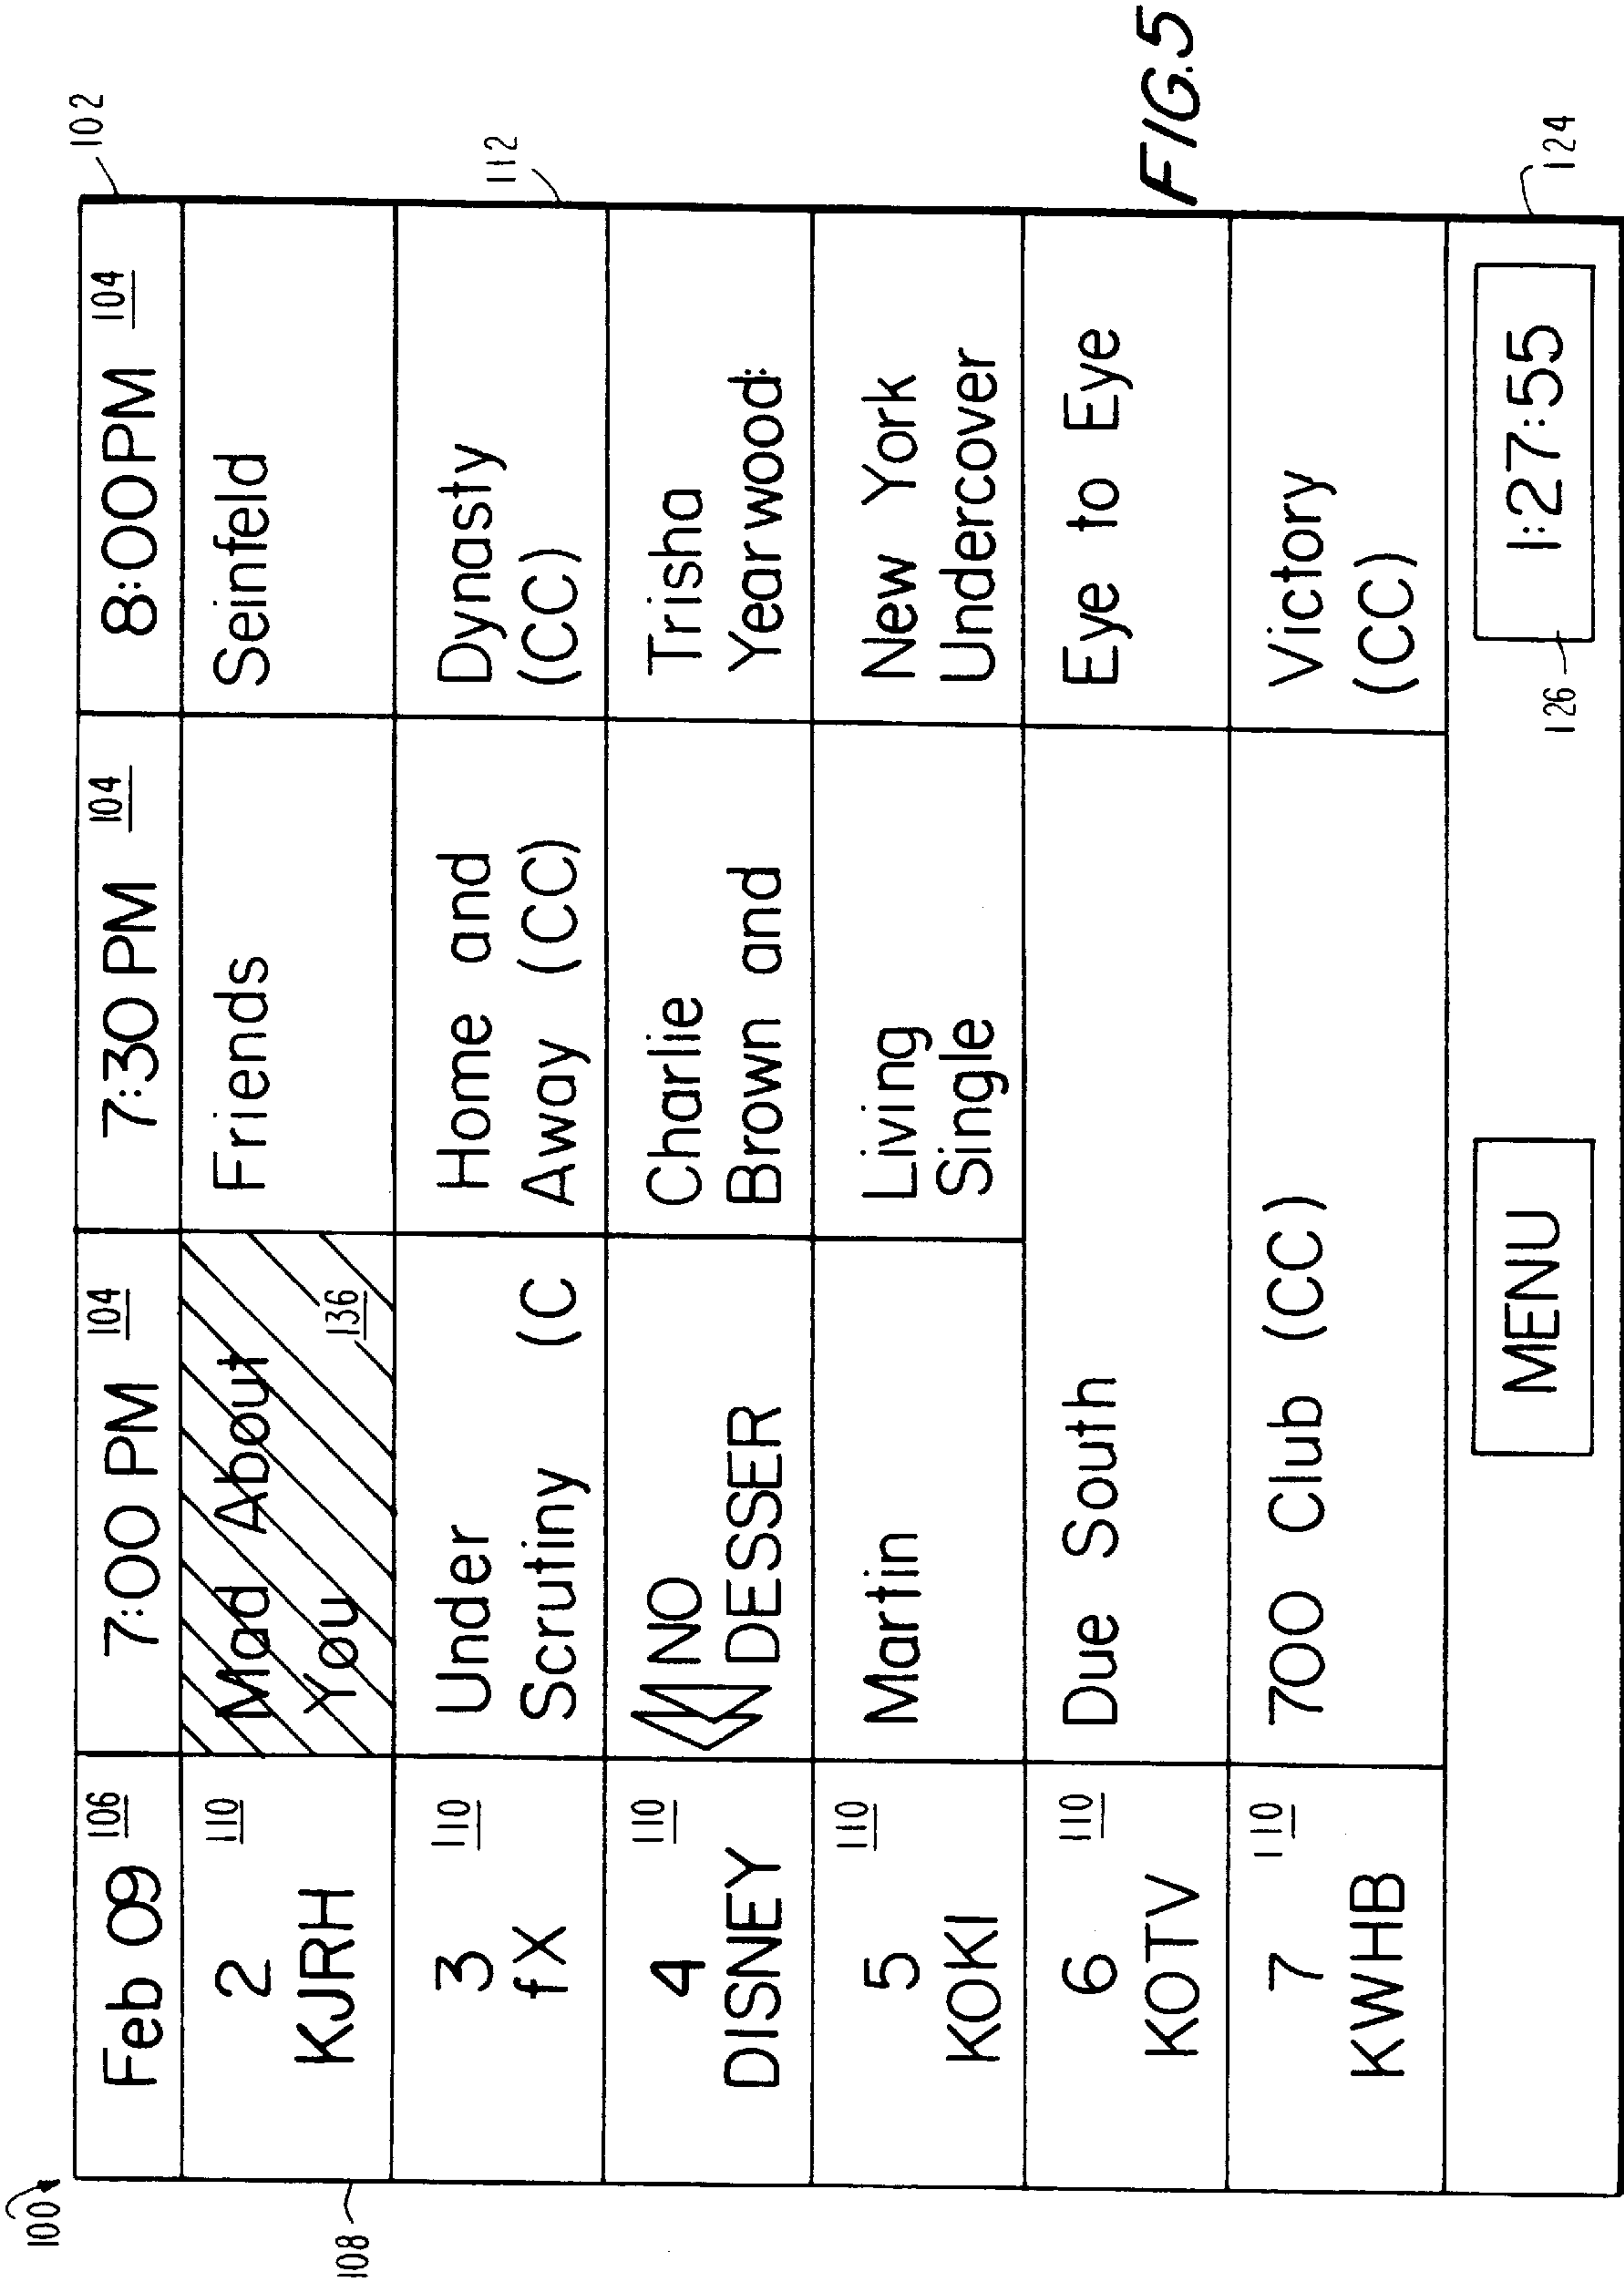 100
102
Feb 09 106
7:00 PM 104
7:30 PM 104
8:00 PM 104
108
2 110
KJRH
Mad About
You 136
Friends
Seinfeld
112
3 110
fX
Under
Scrutiny (C
Home and
Away (CC)
Dynasty
(CC)
4 110
DISNEY
NO
DESSER
Charlie
Brown and
Trisha
Yearwood:
5 110
KOKI
Martin
Living
Single
New York
Undercover
6 110
KOTV
Due South
Eye to Eye
7 110
KWHB
700 Club (CC)
Victory
(CC)
MENU
126
1:27:55
124
FIG.5